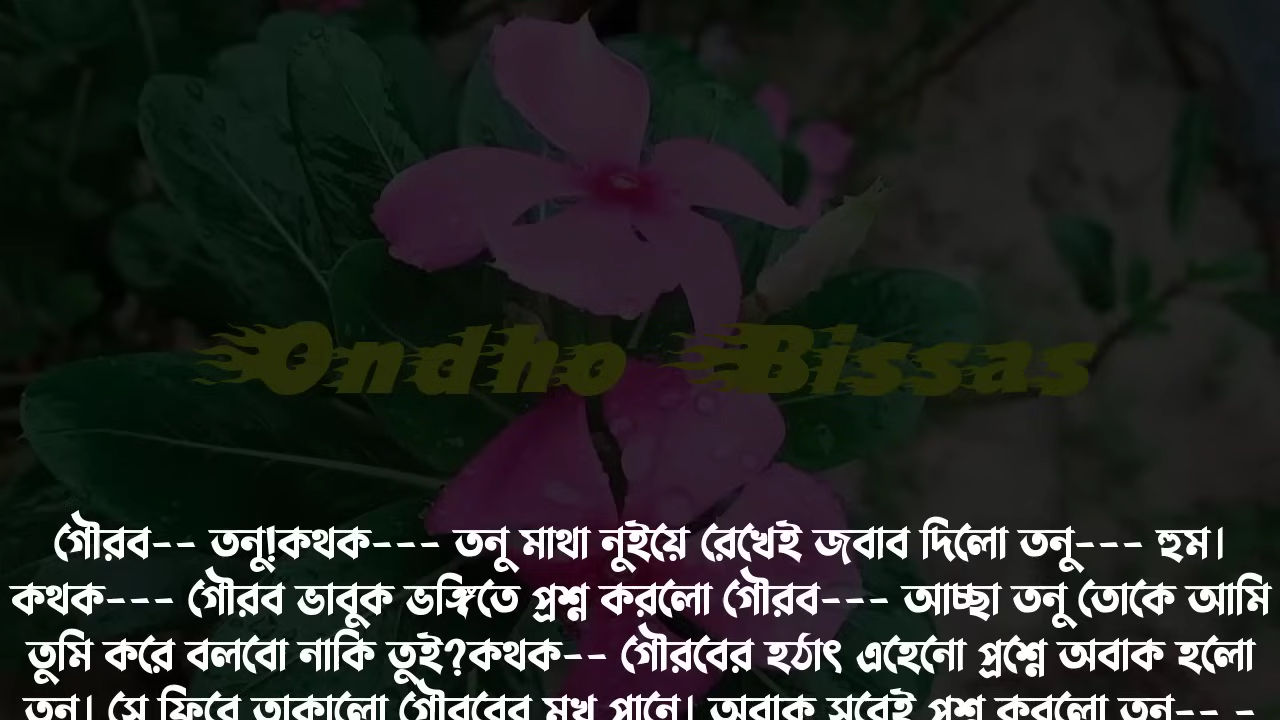 Ondho Bissas
গৌরব-- তনু!কথক--- তনু মাথা নুইয়ে রেখেই জবাব দিলো তনু--- হুম।
কথক--- গৌরব ভাবুক ভঙ্গিতে প্রশ্ন করলো গৌরব--- আচ্ছা তনু তোকে আমি
তুমি করে বলবো নাকি তুই?কথক-- গৌরবের হঠাৎ এহেনো প্রশ্নে অবাক হলো
তনু। সে ফিরে তাকালো গৌরবের মুখ পানে। অবাক সুরেই প্রশ্ন করলো তনু-- -